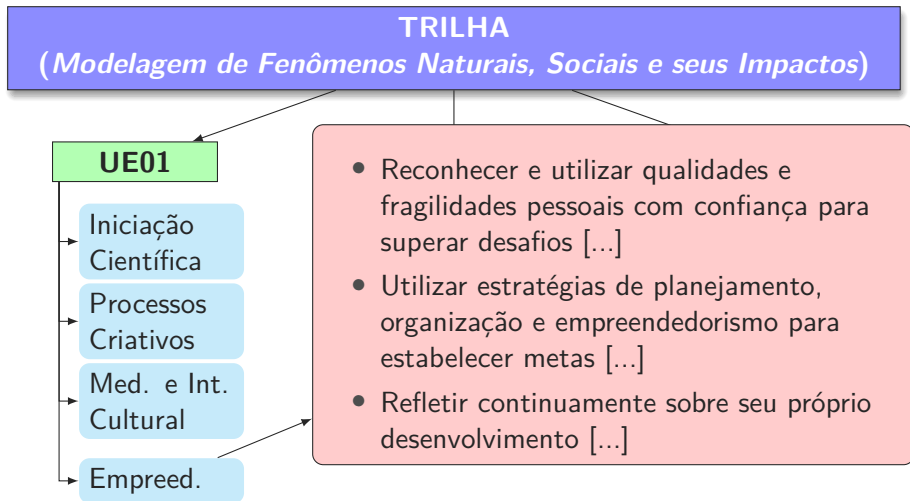 TRILHA
(Modelagem de Fenômenos Naturais, Sociais e seus Impactos)
UE01
Iniciação
Científica
Processos
Criativos
Med. e Int.
Cultural
Empreed.
• Reconhecer e utilizar qualidades e
fragilidades pessoais com confiança para
superar desafios [...]
• Utilizar estratégias de planejamento,
organização e empreendedorismo para
estabelecer metas [...]
• Refletir continuamente sobre seu próprio
desenvolvimento [...]